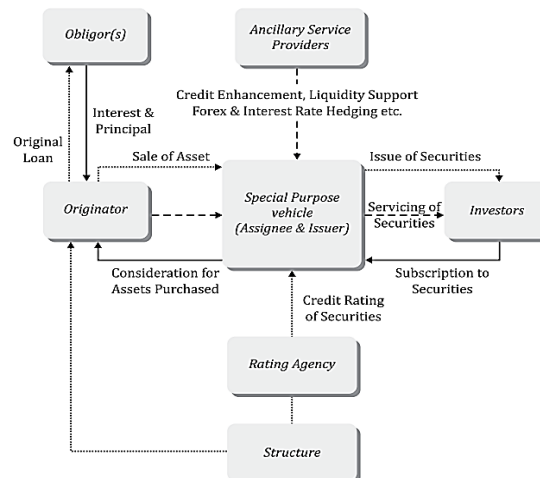 Obligor(s)
Ancillary Service
Providers
Credit Enhancement, Liquidity Support
Forex & Interest Rate Hedging etc.
Interest &
Principal
Original
Loan
Sale of Asset
Issue of Securities
Originator
Special Purpose
vehicle
(Assignee & Issuer)
Servicing of
Securities
Investors
Consideration for
Assets Purchased
Subscription to
Securities
Credit Rating
of Securities
Rating Agency
Structure